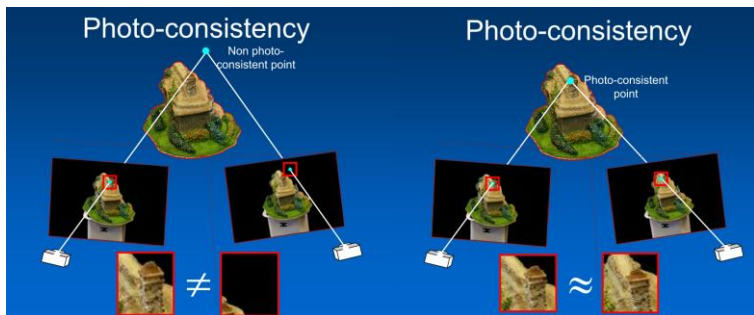 Photo-consistency
Non photo-
consistent point
≠
Photo-consistency
Photo-consistent
point
≈